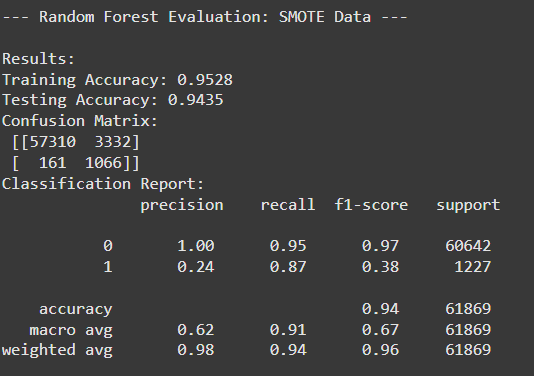 --- Random Forest Evaluation: SMOTE Data ---
Results:
Training Accuracy: 0.9528
Testing Accuracy: 0.9435
Confusion Matrix:
[[57310 3332]
[ 161 1066]]
Classification Report:
precision recall f1-score support
0 1.00 0.95 0.97 60642
1 0.24 0.87 0.38 1227
accuracy 0.94 61869
macro avg 0.62 0.91 0.67 61869
weighted avg 0.98 0.94 0.96 61869